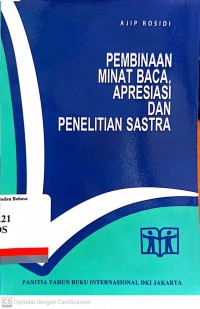 AJIP ROSIDI
PEMBINAAN
MINAT BACA,
APRESIASI
DAN
PENELITIAN SASTRA
Badan Bahasa
21
OS
PANITIA TAHUN BUKU INTERNASIONAL DKI JAKARTA
Dipindai dengan CamScanner